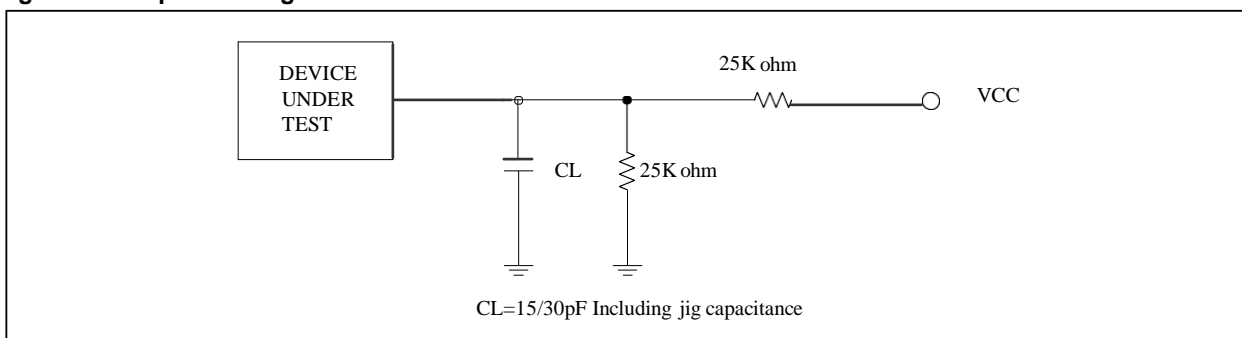 25K ohm
DEVICE
UNDER
TEST
VCC
CL
25K ohm
CL=15/30pF Including jig capacitance